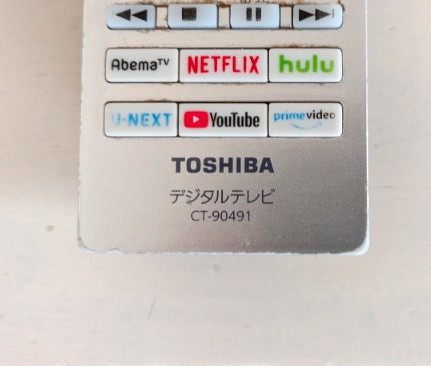 AbemaTV NETFLIX hulu
U-NEXT YouTube prime video
TOSHIBA
デジタルテレビ
CT-90491